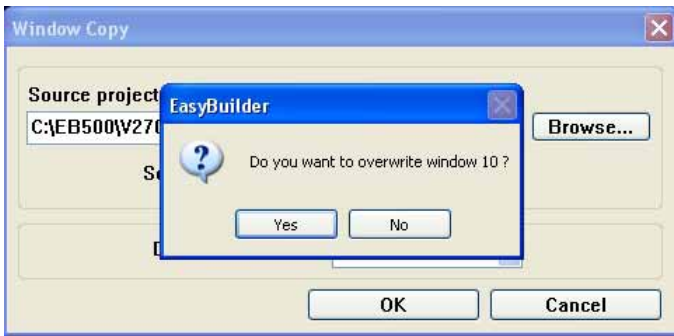 Window Copy
Source project
EasyBuilder
C:\EB500\V270
Browse...
Do you want to overwrite window 10 ?
Yes
No
OK
Cancel